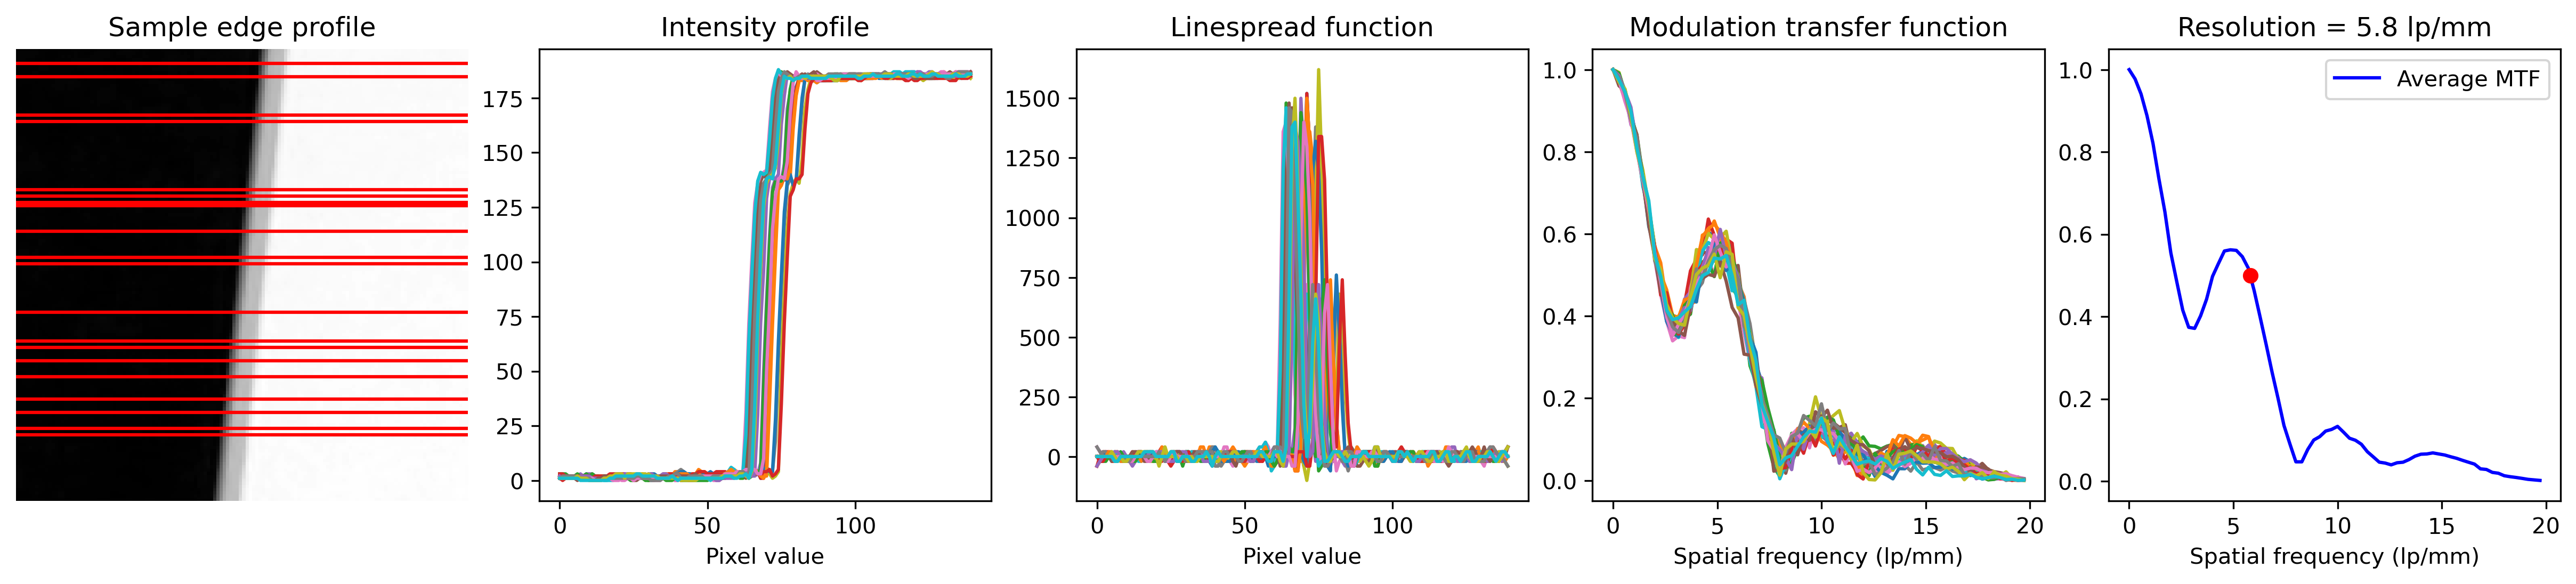 Sample edge profile
Intensity profile
175
150
125
100
75
50
25
0
0 50 100
Pixel value
Linespread function
1500
1250
1000
750
500
250
0
0 50 100
Pixel value
Modulation transfer function
1.0
0.8
0.6
0.4
0.2
0.0
0 5 10 15 20
Spatial frequency (lp/mm)
Resolution = 5.8 lp/mm
Average MTF
1.0
0.8
0.6
0.4
0.2
0.0
0 5 10 15 20
Spatial frequency (lp/mm)